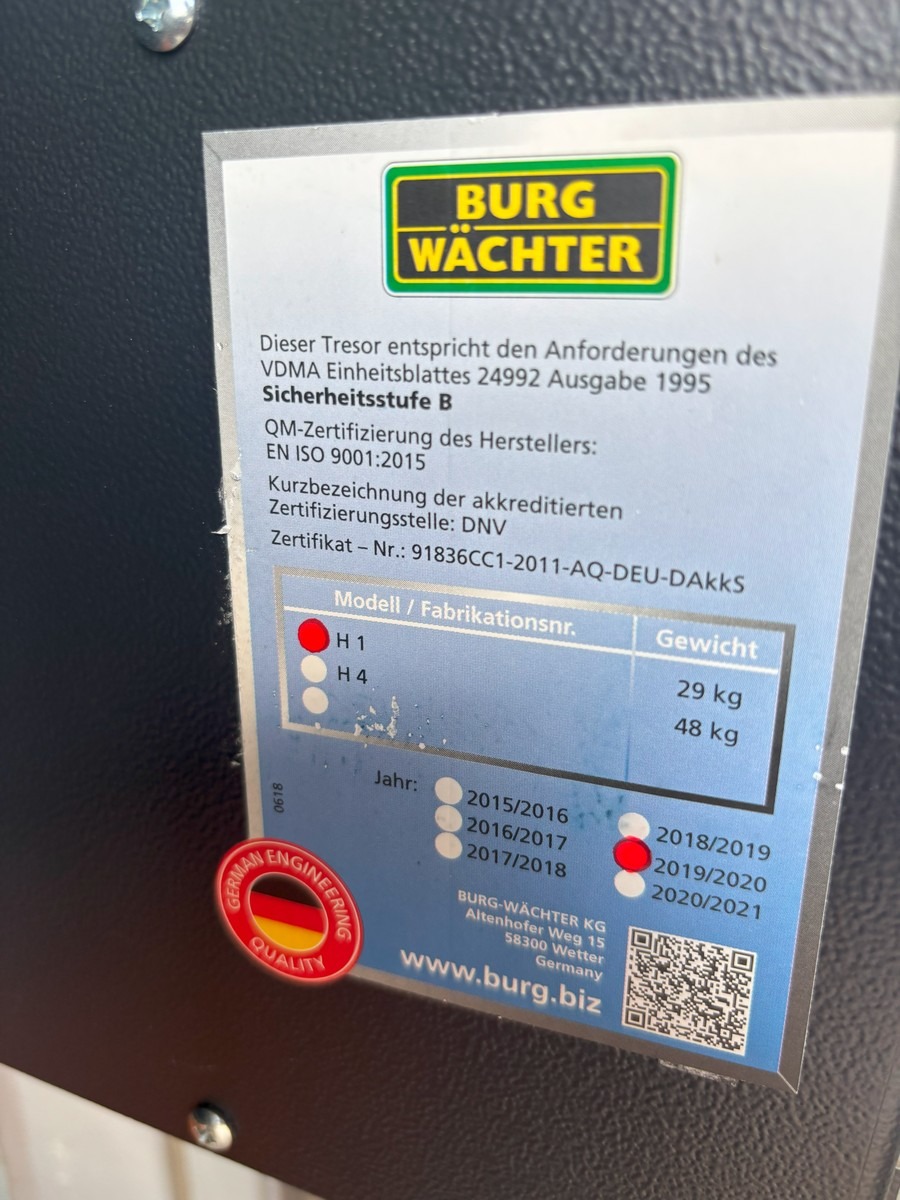 BURG
WÄCHTER
Dieser Tresor entspricht den Anforderungen des
VDMA Einheitsblattes 24992 Ausgabe 1995
Sicherheitsstufe B
QM-Zertifizierung des Herstellers:
EN ISO 9001:2015
Kurzbezeichnung der akkreditierten
Zertifizierungsstelle: DNV
Zertifikat – Nr.: 91836CC1-2011-AQ-DEU-DAkkS
Modell / Fabrikationsnr. Gewicht
H 1 29 kg
H 4 48 kg
Jahr:
2015/2016 2018/2019
2016/2017 2019/2020
2017/2018 2020/2021
0618
GERMAN ENGINEERING
QUALITY
BURG-WÄCHTER KG
Altenhofer Weg 15
58300 Wetter
Germany
www.burg.biz